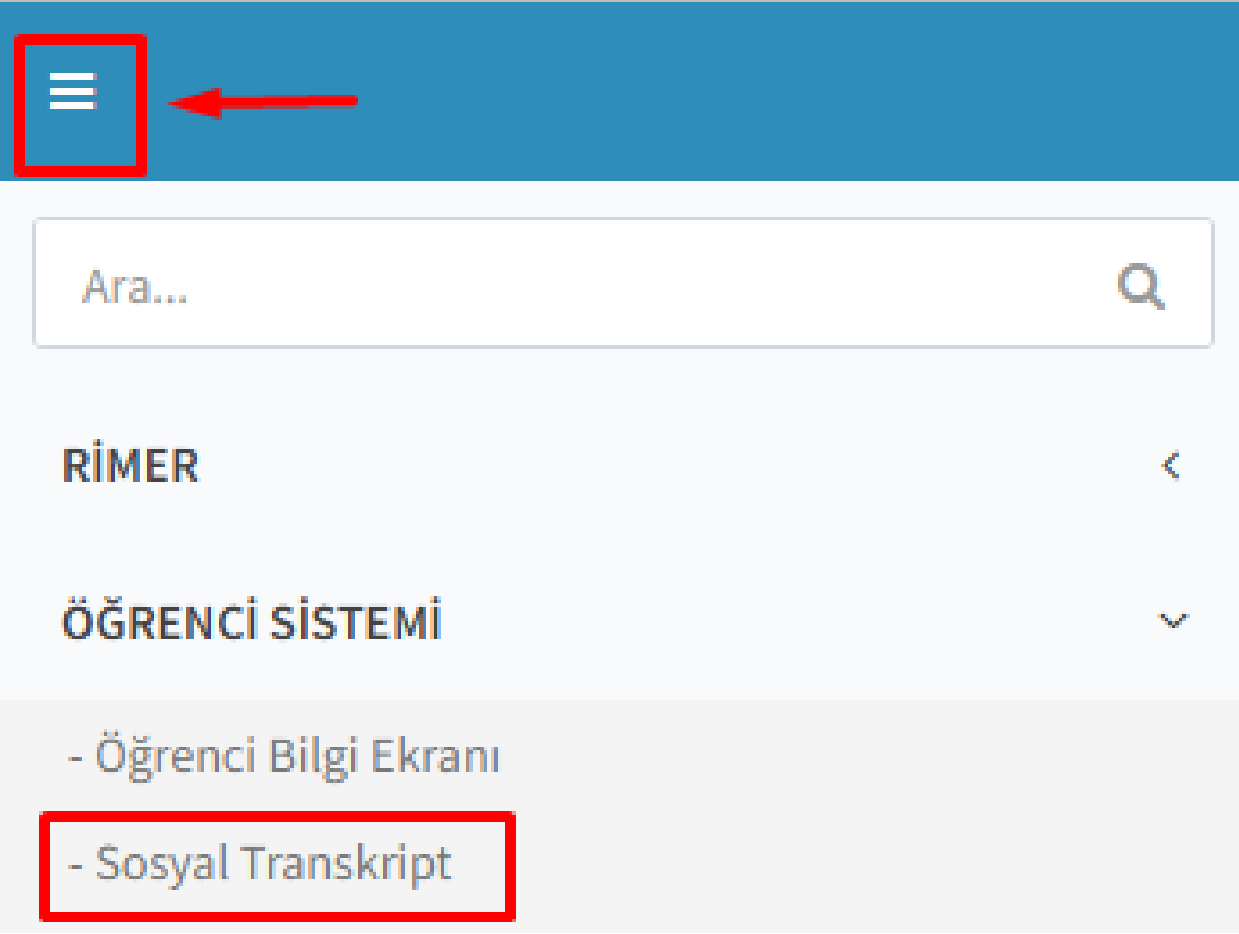 Ara...
RİMER
ÖĞRENCİ SİSTEMİ
- Öğrenci Bilgi Ekranı
- Sosyal Transkript